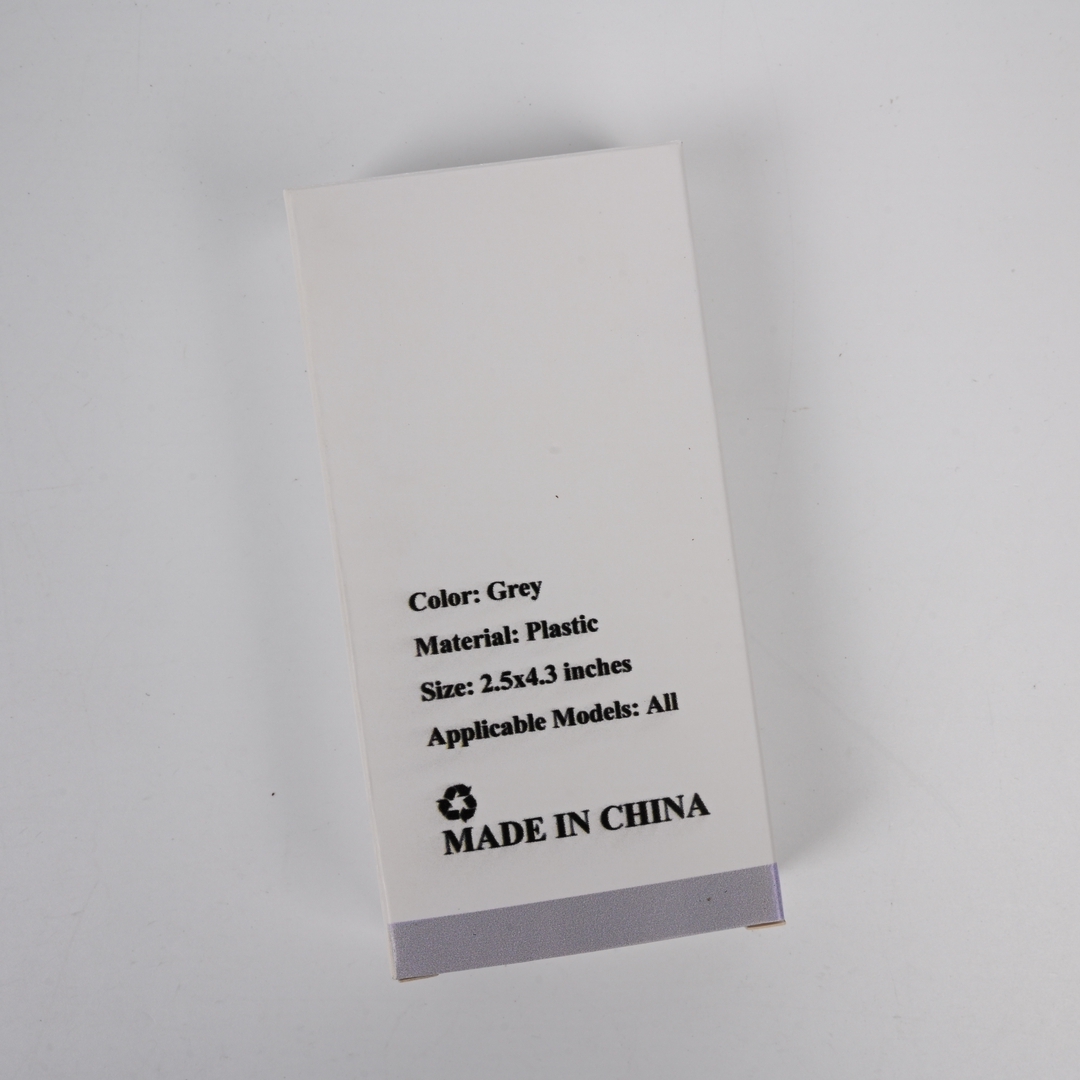 Color: Grey
Material: Plastic
Size: 2.5x4.3 inches
Applicable Models: All
MADE IN CHINA